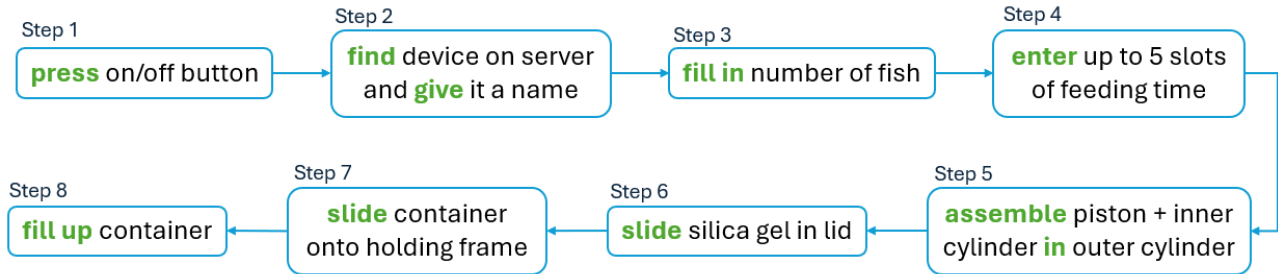 Step 1
press on/off button
Step 2
find device on server
and give it a name
Step 3
fill in number of fish
Step 4
enter up to 5 slots
of feeding time
Step 5
assemble piston + inner
cylinder in outer cylinder
Step 6
slide silica gel in lid
Step 7
slide container
onto holding frame
Step 8
fill up container